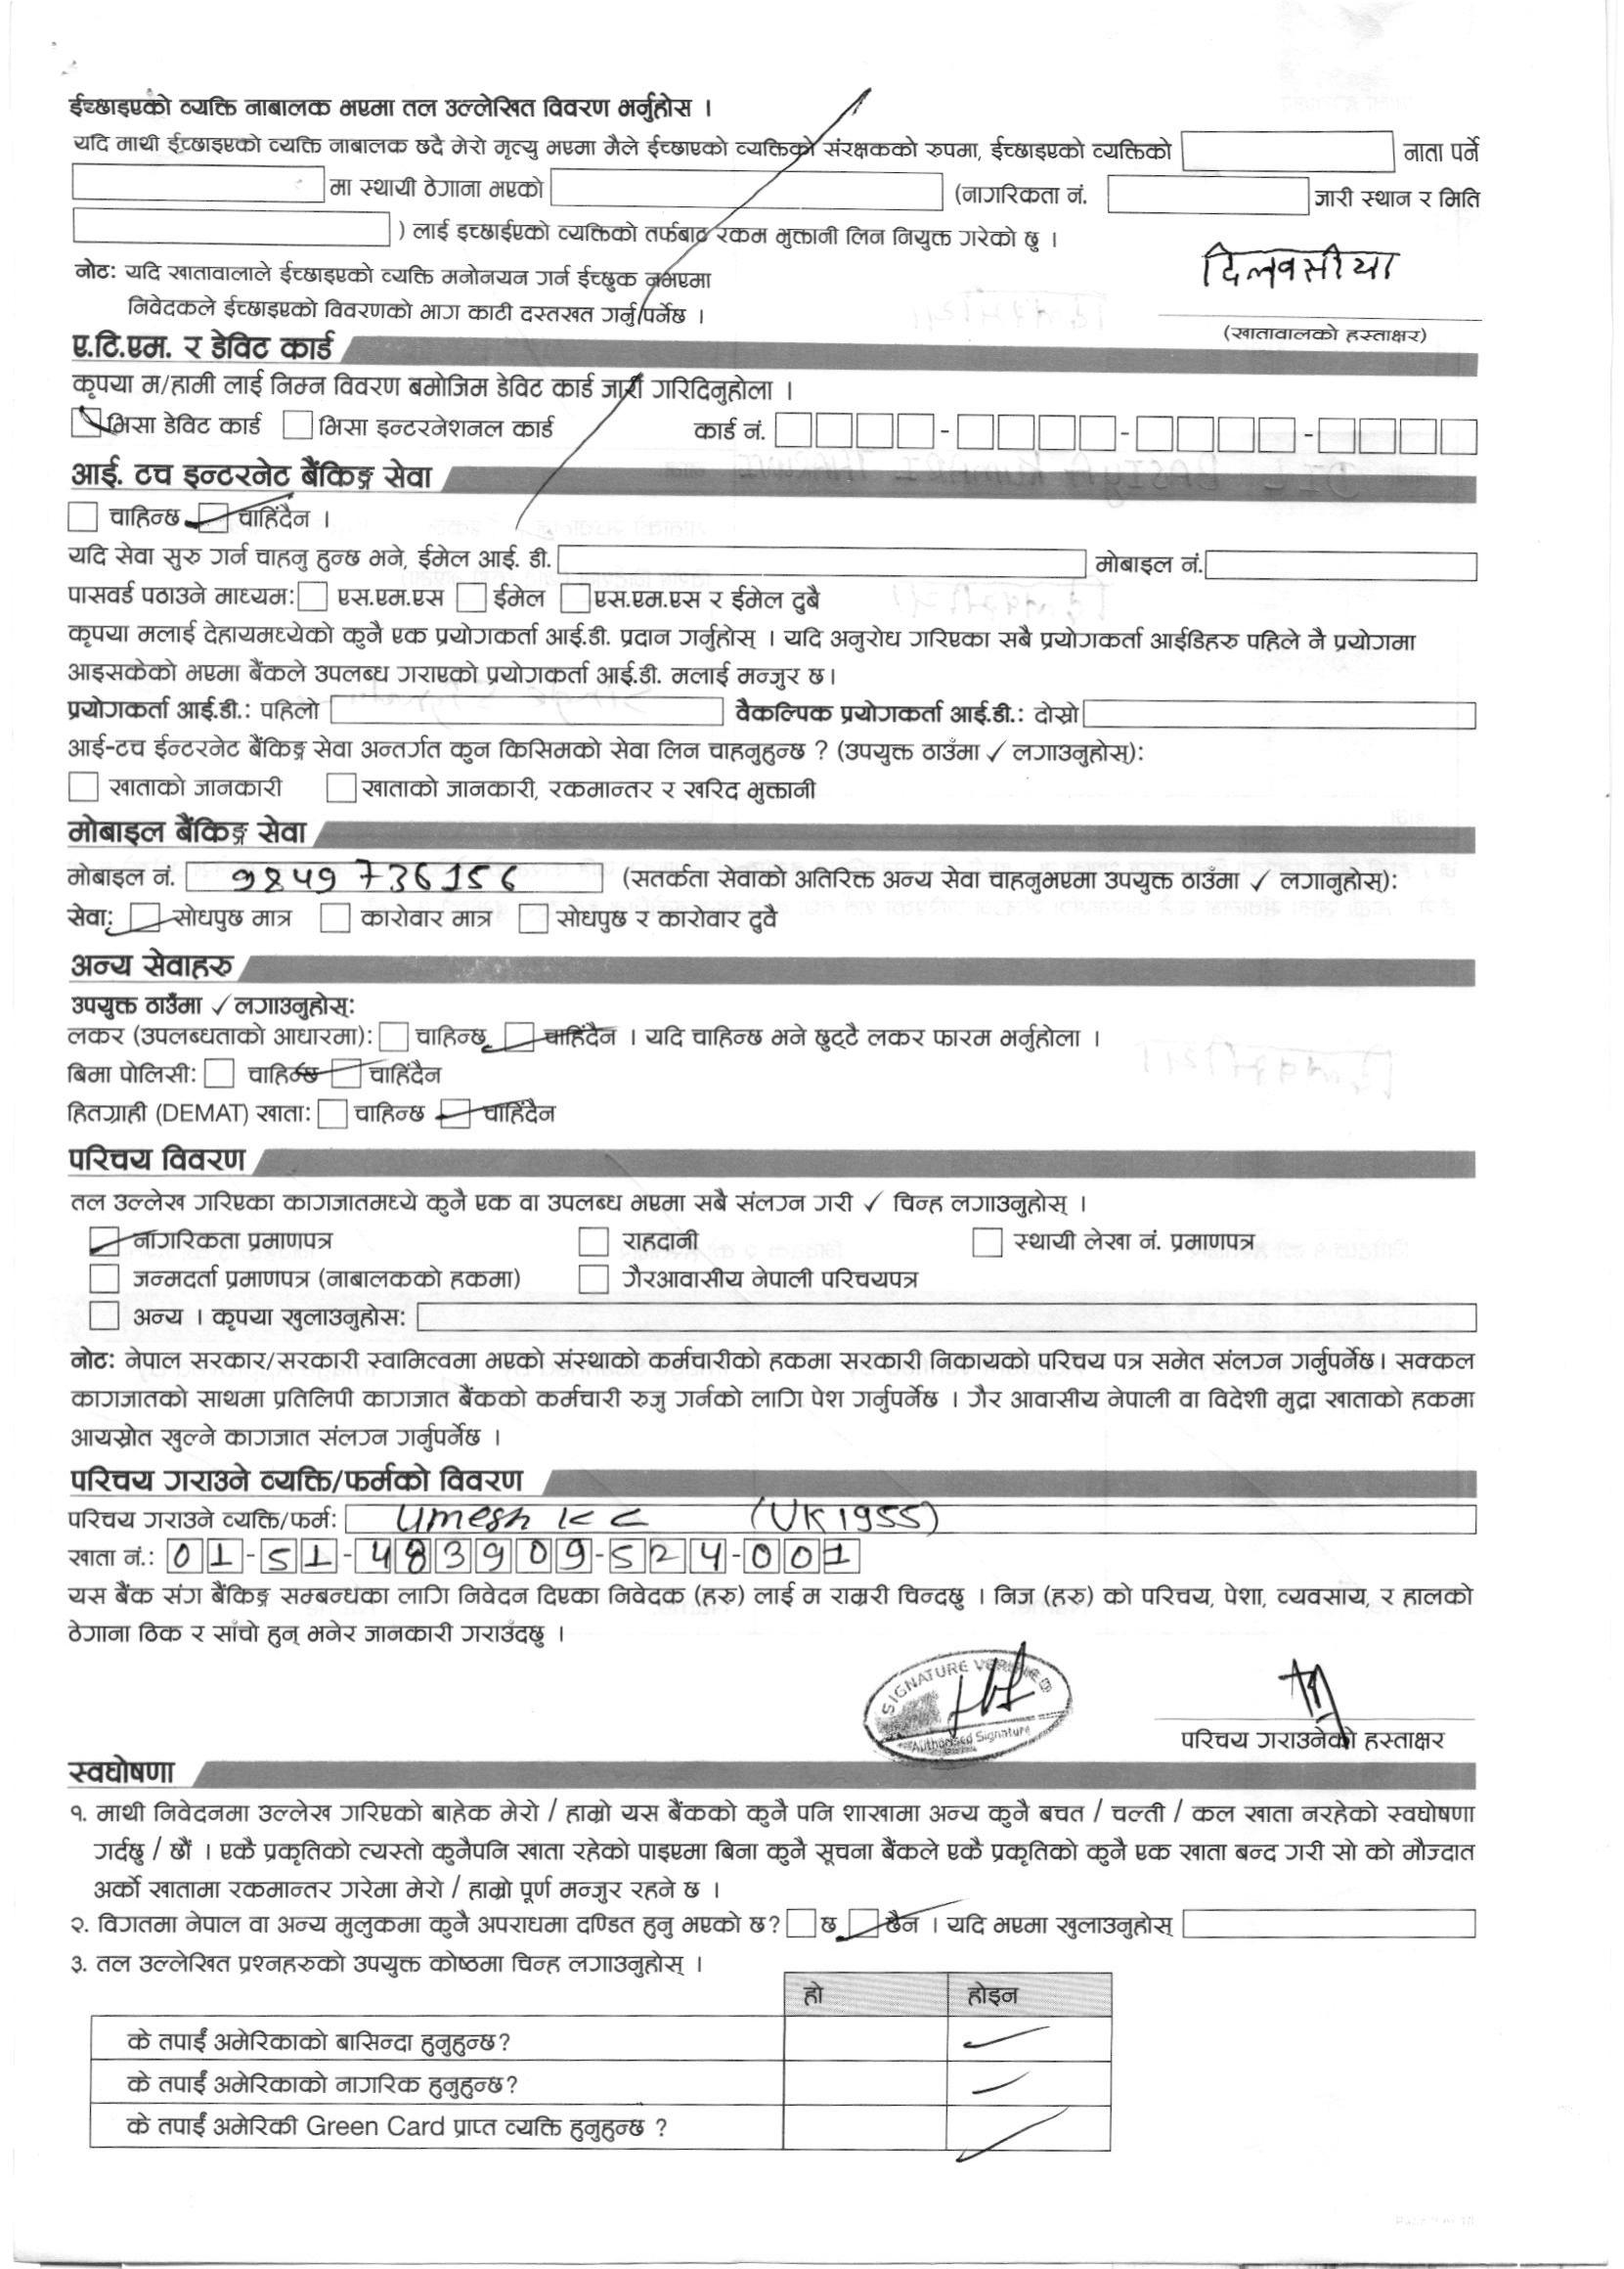 ईच्छाइएको व्यक्ति नाबालक भएमा तल उल्लेखित विवरण भर्नुहोस ।
यदि माथी ईच्छाइएको व्यक्ति नाबालक छदै मेरो मृत्यु भएमा मैले ईच्छाएको व्यक्तिको संरक्षकको रुपमा, ईच्छाइएको व्यक्तिको नाता पर्ने
मा स्थायी ठेगाना भएको (नागरिकता नं. जारी स्थान र मिति
) लाई इच्छाईएको व्यक्तिको तर्फबाट रकम भुक्तानी लिन नियुक्त गरेको छु ।
नोट: यदि खातावालाले ईच्छाइएको व्यक्ति मनोनयन गर्न ईच्छुक नभएमा
निवेदकले ईच्छाइएको विवरणको भाग काटी दस्तखत गर्नु पर्नेछ ।
दिलवसीया
(खातावालको हस्ताक्षर)
ए.टि.एम. र डेविट कार्ड
कृपया म/हामी लाई निम्न विवरण बमोजिम डेविट कार्ड जारी गरिदिनुहोला ।
भिसा डेविट कार्ड भिसा इन्टरनेशनल कार्ड कार्ड नं. - - -
आई. टच इन्टरनेट बैंकिङ्ग सेवा
चाहिन्छ चाहिंदैन ।
यदि सेवा सुरु गर्न चाहनु हुन्छ भने, ईमेल आई. डी. मोबाइल नं.
पासवर्ड पठाउने माध्यम: एस.एम.एस ईमेल एस.एम.एस र ईमेल दुबै
कृपया मलाई देहायमध्येको कुनै एक प्रयोगकर्ता आई.डी. प्रदान गर्नुहोस् । यदि अनुरोध गरिएका सबै प्रयोगकर्ता आईडिहरु पहिले नै प्रयोगमा
आइसकेको भएमा बैंकले उपलब्ध गराएको प्रयोगकर्ता आई.डी. मलाई मन्जुर छ।
प्रयोगकर्ता आई.डी.: पहिलो वैकल्पिक प्रयोगकर्ता आई.डी.: दोस्रो
आई-टच ईन्टरनेट बैंकिङ्ग सेवा अन्तर्गत कुन किसिमको सेवा लिन चाहनुहुन्छ ? (उपयुक्त ठाउँमा ✓ लगाउनुहोस्):
खाताको जानकारी खाताको जानकारी, रकमान्तर र खरिद भुक्तानी
मोबाइल बैंकिङ्ग सेवा
मोबाइल नं. 9849736156 (सतर्कता सेवाको अतिरिक्त अन्य सेवा चाहनुभएमा उपयुक्त ठाउँमा ✓ लगानुहोस्):
सेवा: सोधपुछ मात्र कारोवार मात्र सोधपुछ र कारोवार दुवै
अन्य सेवाहरु
उपयुक्त ठाउँमा ✓ लगाउनुहोस्:
लकर (उपलब्धताको आधारमा): चाहिन्छ चाहिंदैन । यदि चाहिन्छ भने छुट्टै लकर फारम भर्नुहोला ।
बिमा पोलिसी: चाहिन्छ चाहिंदैन
हितग्राही (DEMAT) खाता: चाहिन्छ चाहिंदैन
परिचय विवरण
तल उल्लेख गरिएका कागजातमध्ये कुनै एक वा उपलब्ध भएमा सबै संलग्न गरी ✓ चिन्ह लगाउनुहोस् ।
नागरिकता प्रमाणपत्र राहदानी स्थायी लेखा नं. प्रमाणपत्र
जन्मदर्ता प्रमाणपत्र (नाबालकको हकमा) गैरआवासीय नेपाली परिचयपत्र
अन्य । कृपया खुलाउनुहोस:
नोट: नेपाल सरकार/सरकारी स्वामित्वमा भएको संस्थाको कर्मचारीको हकमा सरकारी निकायको परिचय पत्र समेत संलग्न गर्नुपर्नेछ। सक्कल
कागजातको साथमा प्रतिलिपी कागजात बैंकको कर्मचारी रुजु गर्नको लागि पेश गर्नुपर्नेछ । गैर आवासीय नेपाली वा विदेशी मुद्रा खाताको हकमा
आयस्रोत खुल्ने कागजात संलग्न गर्नुपर्नेछ ।
परिचय गराउने व्यक्ति/फर्मको विवरण
परिचय गराउने व्यक्ति/फर्म: Umesh K C (UK1955)
खाता नं.: 01-51-483909-524-001
यस बैंक संग बैंकिङ्ग सम्बन्धका लागि निवेदन दिएका निवेदक (हरु) लाई म राम्ररी चिन्दछु । निज (हरु) को परिचय, पेशा, व्यवसाय, र हालको
ठेगाना ठिक र साँचो हुन् भनेर जानकारी गराउँदछु ।
SIGNATURE VERIFIED
Authorised Signature
परिचय गराउनेको हस्ताक्षर
स्वघोषणा
१. माथी निवेदनमा उल्लेख गरिएको बाहेक मेरो / हाम्रो यस बैंकको कुनै पनि शाखामा अन्य कुनै बचत / चल्ती / कल खाता नरहेको स्वघोषणा
गर्दछु / छौं । एकै प्रकृतिको त्यस्तो कुनैपनि खाता रहेको पाइएमा बिना कुनै सूचना बैंकले एकै प्रकृतिको कुनै एक खाता बन्द गरी सो को मौज्दात
अर्को खातामा रकमान्तर गरेमा मेरो / हाम्रो पूर्ण मन्जुर रहने छ ।
२. विगतमा नेपाल वा अन्य मुलुकमा कुनै अपराधमा दण्डित हुनु भएको छ? छ छैन । यदि भएमा खुलाउनुहोस्
३. तल उल्लेखित प्रश्नहरुको उपयुक्त कोष्ठमा चिन्ह लगाउनुहोस् ।
हो होइन
के तपाईं अमेरिकाको बासिन्दा हुनुहुन्छ?
के तपाईं अमेरिकाको नागरिक हुनुहुन्छ?
के तपाईं अमेरिकी Green Card प्राप्त व्यक्ति हुनुहुन्छ ?